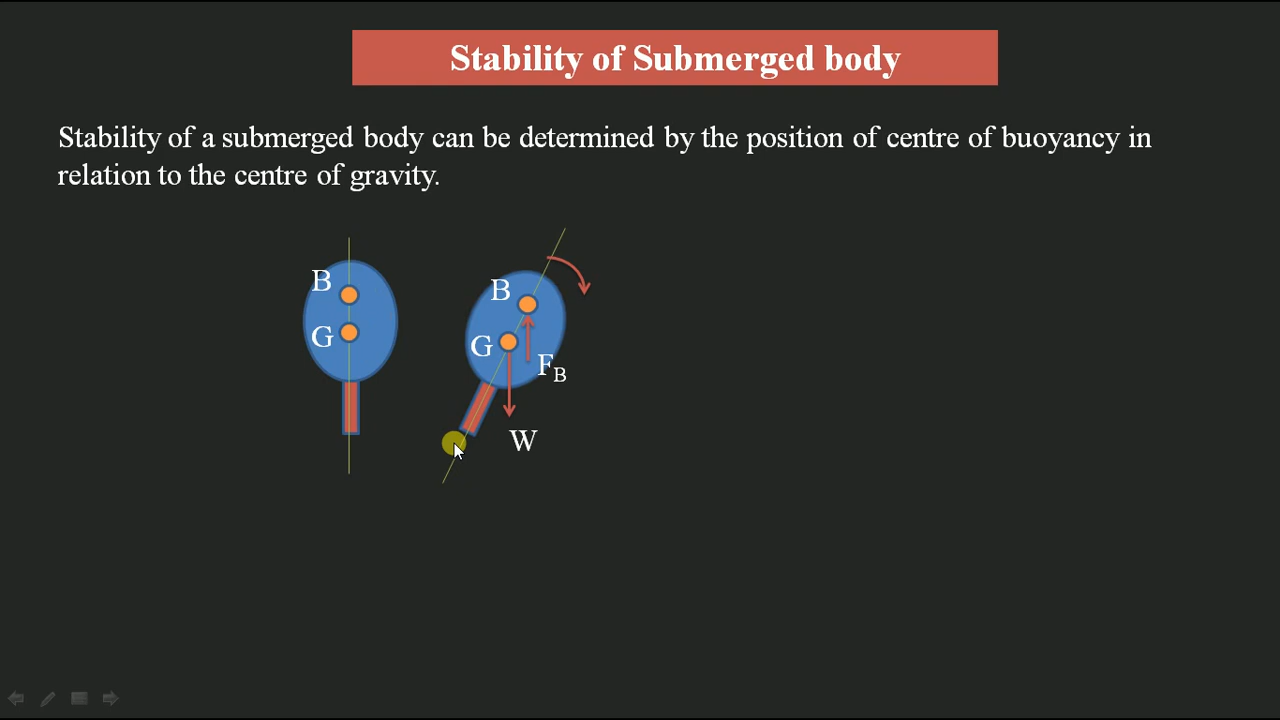 Stability of Submerged body
Stability of a submerged body can be determined by the position of centre of buoyancy in
relation to the centre of gravity.
B
G
B
G
F_B
W